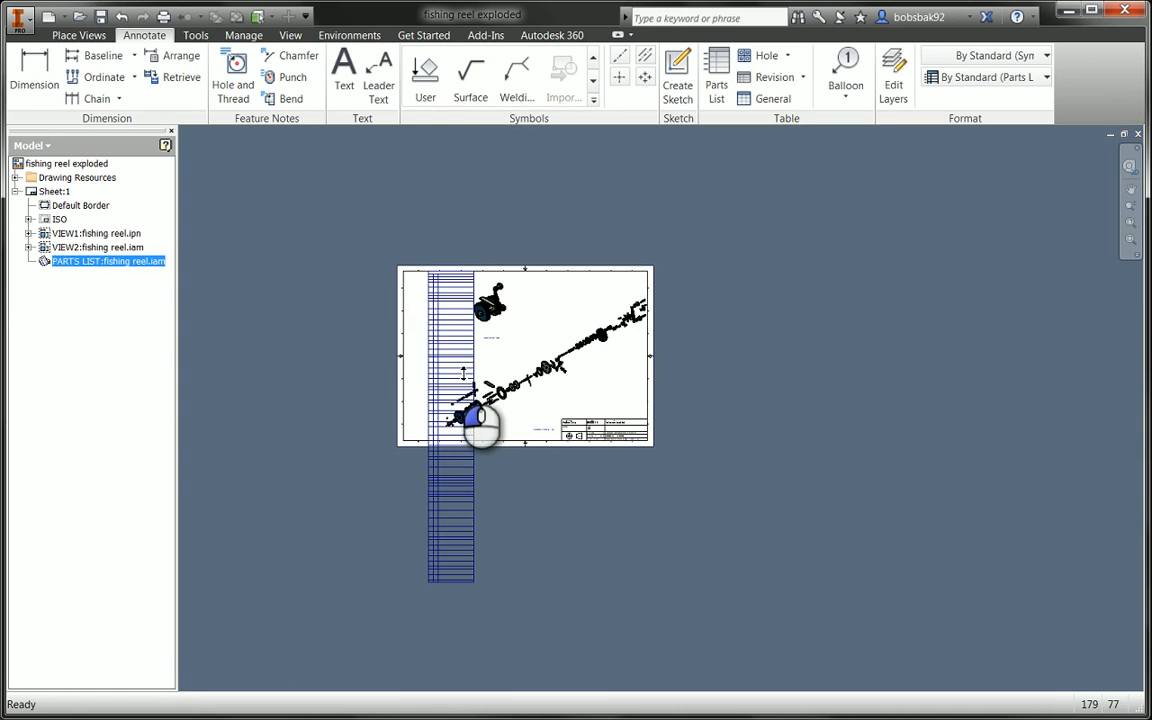 fishing reel exploded
Type a keyword or phrase
bobsbak92
PRO
Place Views
Annotate
Tools
Manage
View
Environments
Get Started
Add-Ins
Autodesk 360
Dimension
Baseline
Ordinate
Chain
Arrange
Retrieve
Dimension
Hole and
Thread
Chamfer
Punch
Bend
Feature Notes
Text
Leader
Text
Text
User
Surface
Weldi...
Impor...
Symbols
Create
Sketch
Sketch
Parts
List
Hole
Revision
General
Table
Balloon
Edit
Layers
By Standard (Syn
By Standard (Parts L
Format
Model
fishing reel exploded
Drawing Resources
Sheet:1
Default Border
ISO
VIEW1:fishing reel.ipn
VIEW2:fishing reel.iam
PARTS LIST:fishing reel.iam
Ready
179 77